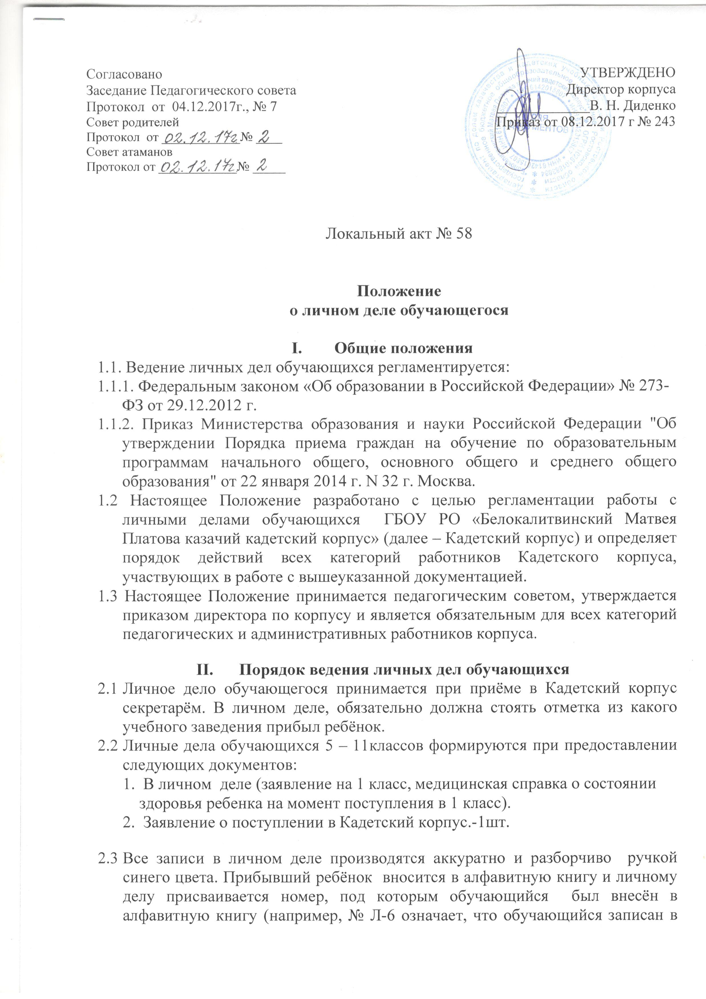 Согласовано
Заседание Педагогического совета
Протокол от 04.12.2017г., № 7
Совет родителей
Протокол от 02.12.17г. № 2
Совет атаманов
Протокол от 02.12.17г. № 2
УТВЕРЖДЕНО
Директор корпуса
В. Н. Диденко
Приказ от 08.12.2017 г № 243
Локальный акт № 58
Положение
о личном деле обучающегося
I. Общие положения
1.1. Ведение личных дел обучающихся регламентируется:
1.1.1. Федеральным законом «Об образовании в Российской Федерации» № 273-
ФЗ от 29.12.2012 г.
1.1.2. Приказ Министерства образования и науки Российской Федерации "Об
утверждении Порядка приема граждан на обучение по образовательным
программам начального общего, основного общего и среднего общего
образования" от 22 января 2014 г. N 32 г. Москва.
1.2 Настоящее Положение разработано с целью регламентации работы с
личными делами обучающихся ГБОУ РО «Белокалитвинский Матвея
Платова казачий кадетский корпус» (далее – Кадетский корпус) и определяет
порядок действий всех категорий работников Кадетского корпуса,
участвующих в работе с вышеуказанной документацией.
1.3 Настоящее Положение принимается педагогическим советом, утверждается
приказом директора по корпусу и является обязательным для всех категорий
педагогических и административных работников корпуса.
II. Порядок ведения личных дел обучающихся
2.1 Личное дело обучающегося принимается при приёме в Кадетский корпус
секретарём. В личном деле, обязательно должна стоять отметка из какого
учебного заведения прибыл ребёнок.
2.2 Личные дела обучающихся 5 – 11классов формируются при предоставлении
следующих документов:
1. В личном деле (заявление на 1 класс, медицинская справка о состоянии
здоровья ребенка на момент поступления в 1 класс).
2. Заявление о поступлении в Кадетский корпус.-1шт.
2.3 Все записи в личном деле производятся аккуратно и разборчиво ручкой
синего цвета. Прибывший ребёнок вносится в алфавитную книгу и личному
делу присваивается номер, под которым обучающийся был внесён в
алфавитную книгу (например, № Л-6 означает, что обучающийся записан в